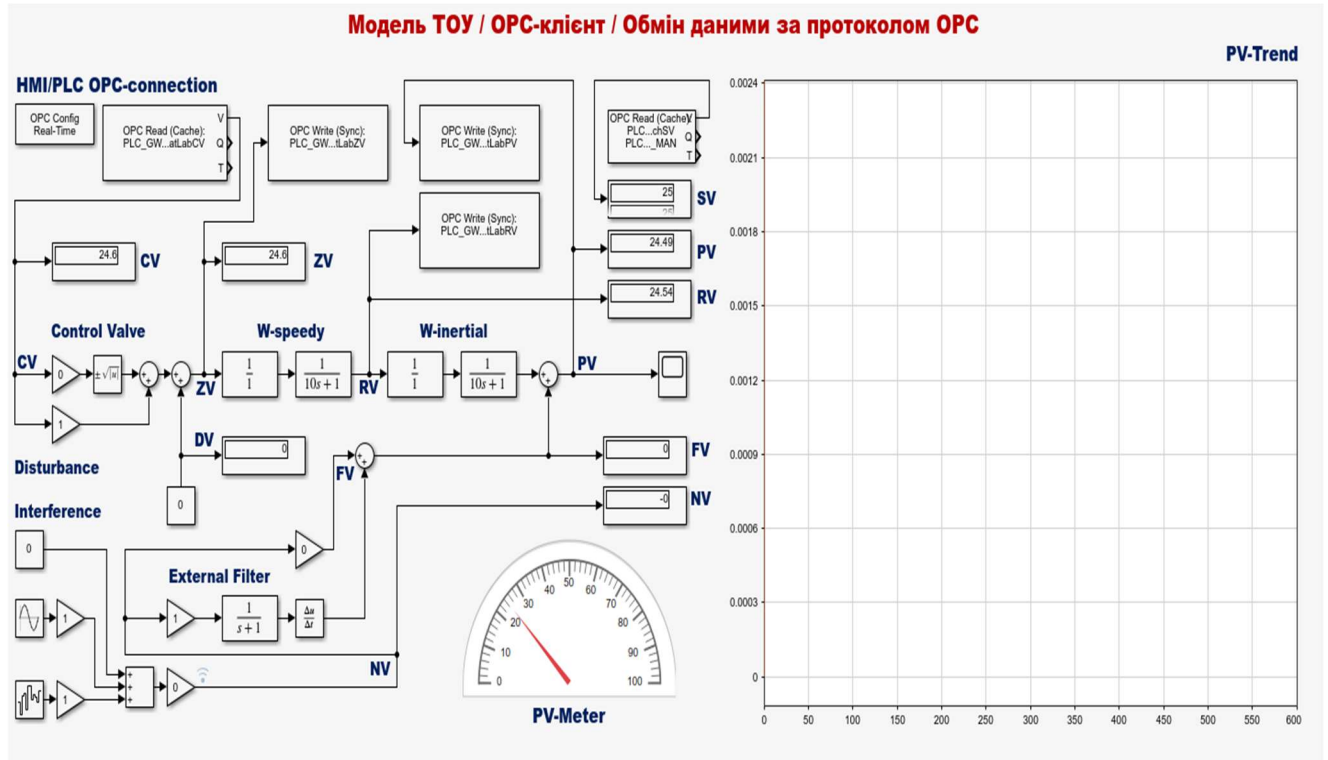 Модель ТОУ / OPC-клієнт / Обмін даними за протоколом OPC
PV-Trend
HMI/PLC OPC-connection
OPC Config
Real-Time
OPC Read (Cache):
PLC_GW...atLabCV
V
Q
T
OPC Write (Sync):
PLC_GW...tLabZV
OPC Write (Sync):
PLC_GW...tLabPV
OPC Read (Cache):
PLC...chSV
PLC..._MAN
V
Q
T
OPC Write (Sync):
PLC_GW...tLabRV
25
25
SV
24.49
PV
24.54
RV
24.6
CV
24.6
ZV
Control Valve
W-speedy
W-inertial
CV
0
± √|u|
+
+
+
+
ZV
1
1
1
10s + 1
RV
1
1
1
10s + 1
+
+
PV
1
DV
0
Disturbance
0
FV
+
+
0
FV
-0
NV
Interference
0
0
External Filter
1
1
s + 1
Δu
Δt
1
NV
+
+
+
0
1
0
10
20
30
40
50
60
70
80
90
100
PV-Meter
0.0024
0.0021
0.0018
0.0015
0.0012
0.0009
0.0006
0.0003
0
0 50 100 150 200 250 300 350 400 450 500 550 600